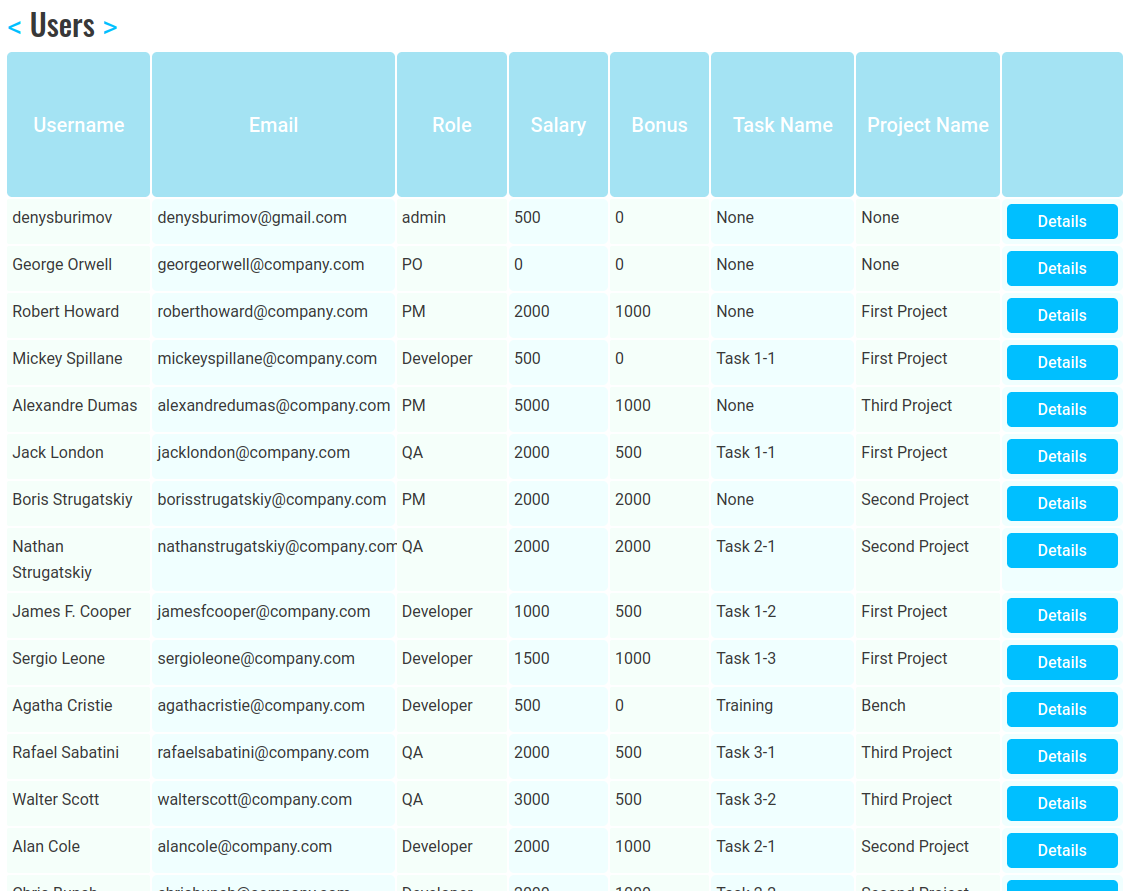 < Users >
Username Email Role Salary Bonus Task Name Project Name
denysburimov denysburimov@gmail.com admin 500 0 None None Details
George Orwell georgeorwell@company.com PO 0 0 None None Details
Robert Howard roberthoward@company.com PM 2000 1000 None First Project Details
Mickey Spillane mickeyspillane@company.com Developer 500 0 Task 1-1 First Project Details
Alexandre Dumas alexandredumas@company.com PM 5000 1000 None Third Project Details
Jack London jacklondon@company.com QA 2000 500 Task 1-1 First Project Details
Boris Strugatskiy borisstrugatskiy@company.com PM 2000 2000 None Second Project Details
Nathan nathanstrugatskiy@company.com QA 2000 2000 Task 2-1 Second Project Details
Strugatskiy
James F. Cooper jamesfcooper@company.com Developer 1000 500 Task 1-2 First Project Details
Sergio Leone sergioleone@company.com Developer 1500 1000 Task 1-3 First Project Details
Agatha Cristie agathacristie@company.com Developer 500 0 Training Bench Details
Rafael Sabatini rafaelsabatini@company.com QA 2000 500 Task 3-1 Third Project Details
Walter Scott walterscott@company.com QA 3000 500 Task 3-2 Third Project Details
Alan Cole alancole@company.com Developer 2000 1000 Task 2-1 Second Project Details